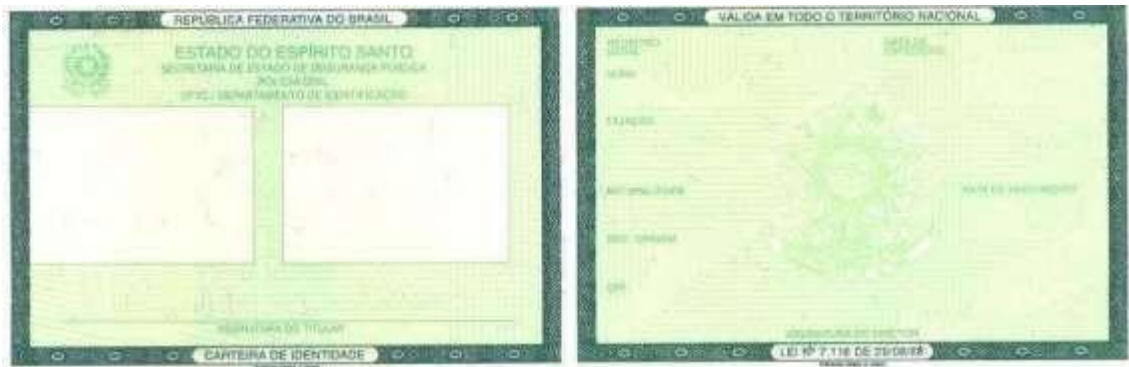 REPÚBLICA FEDERATIVA DO BRASIL
ESTADO DO ESPÍRITO SANTO
SECRETARIA DE ESTADO DE SEGURANÇA PÚBLICA
POLÍCIA CIVIL
DEPARTAMENTO DE IDENTIFICAÇÃO
ASSINATURA DO TITULAR
CARTEIRA DE IDENTIDADE
VÁLIDA EM TODO O TERRITÓRIO NACIONAL
REGISTRO
GERAL
DATA DE
NOME
FILIAÇÃO
NATURALIDADE
DATA DE NASCIMENTO
DOC. ORIGEM
CPF
ASSINATURA DO DIRETOR
LEI Nº 7.116 DE 29/08/83